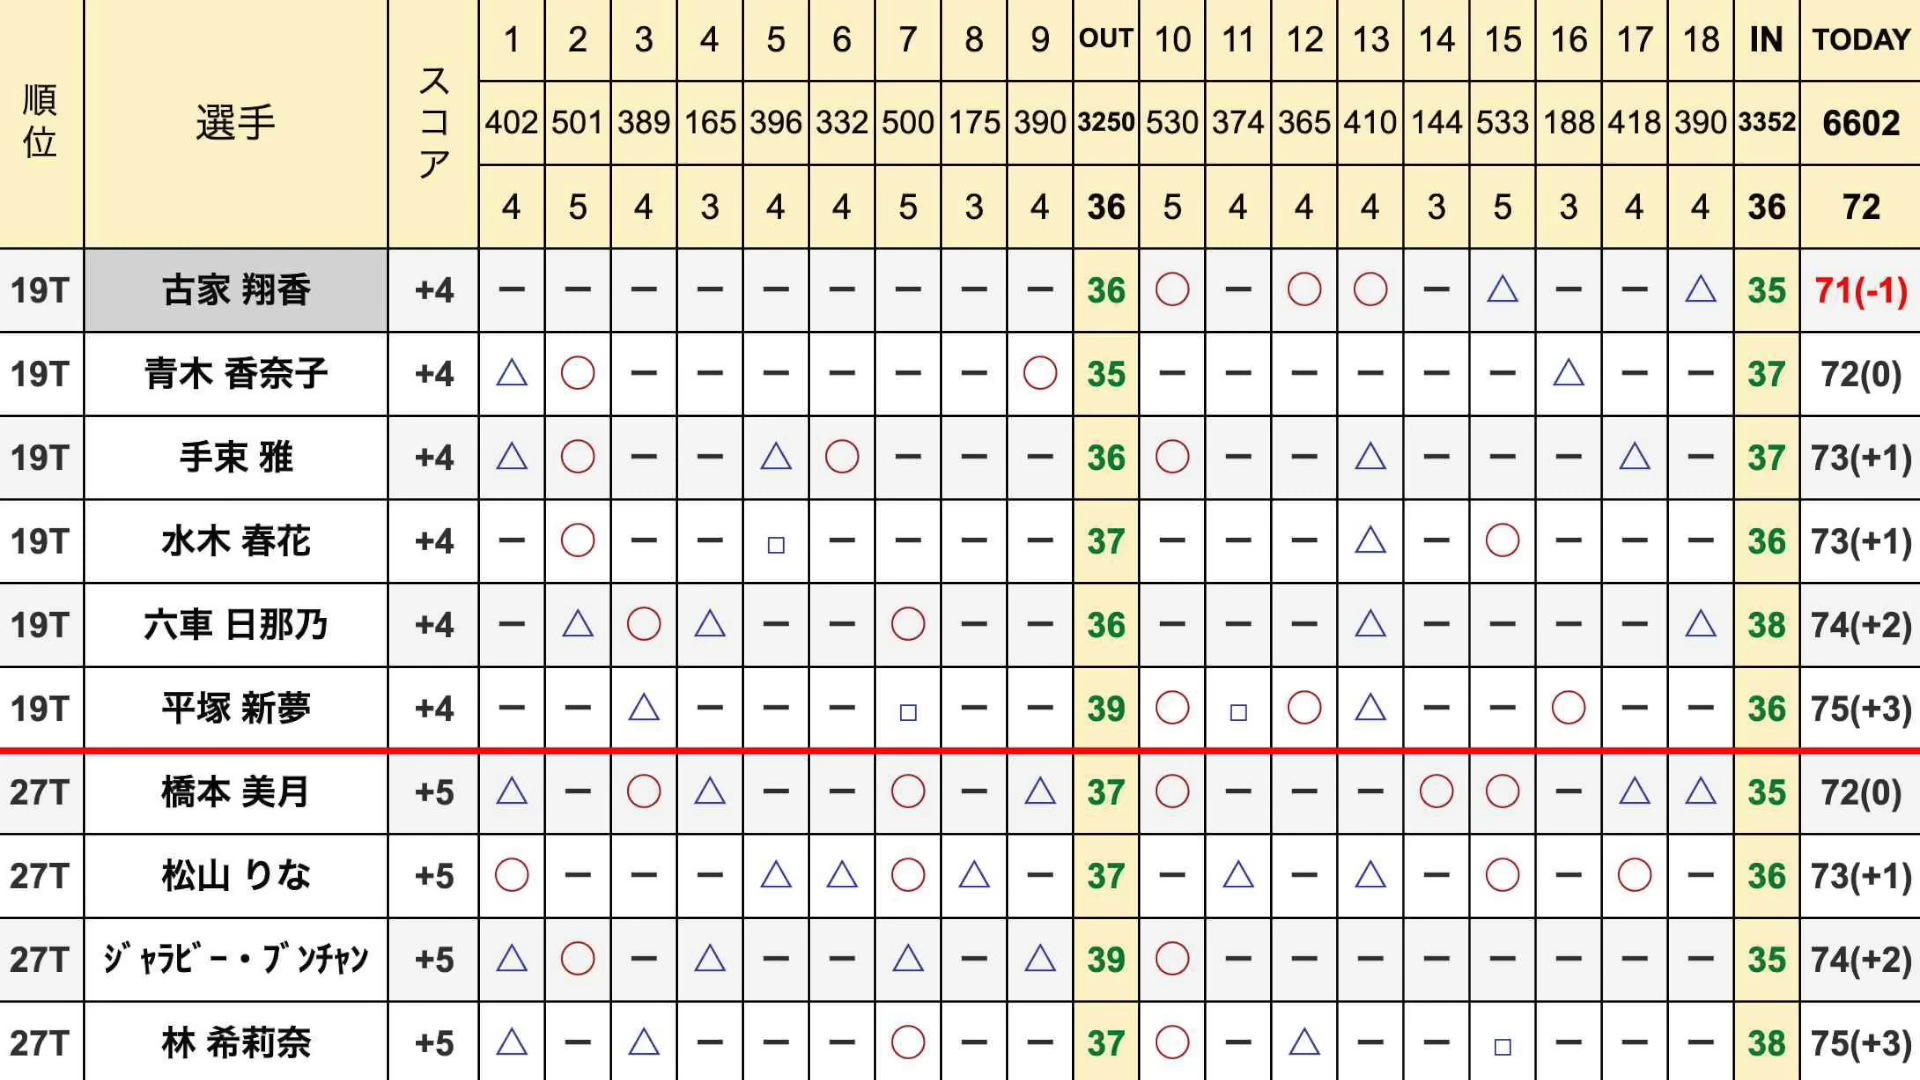 順位 選手 スコア 1 2 3 4 5 6 7 8 9 OUT 10 11 12 13 14 15 16 17 18 IN TODAY
402 501 389 165 396 332 500 175 390 3250 530 374 365 410 144 533 188 418 390 3352 6602
4 5 4 3 4 4 5 3 4 36 5 4 4 4 3 5 3 4 4 36 72
19T 古家 翔香 +4 － － － － － － － － － 36 ○ － ○ ○ － △ － － △ 35 71(-1)
19T 青木 香奈子 +4 △ ○ － － － － － － ○ 35 － － － － － － △ － － 37 72(0)
19T 手束 雅 +4 △ ○ － － △ ○ － － － 36 ○ － － △ － － － △ － 37 73(+1)
19T 水木 春花 +4 － ○ － － □ － － － － 37 － － － △ － ○ － － － 36 73(+1)
19T 六車 日那乃 +4 － △ ○ △ － － ○ － － 36 － － － △ － － － － △ 38 74(+2)
19T 平塚 新夢 +4 － － △ － － － □ － － 39 ○ □ ○ △ － － ○ － － 36 75(+3)
27T 橋本 美月 +5 △ － ○ △ － － ○ － △ 37 ○ － － － ○ ○ － △ △ 35 72(0)
27T 松山 りな +5 ○ － － － △ △ ○ △ － 37 － △ － △ － ○ － ○ － 36 73(+1)
27T ｼﾞｬﾗﾋﾞｰ・ﾌﾞﾝﾁｬﾝ +5 △ ○ － △ － － △ － △ 39 ○ － － － － － － － － 35 74(+2)
27T 林 希莉奈 +5 △ － △ － － － ○ － － 37 ○ － △ － － □ － － － 38 75(+3)